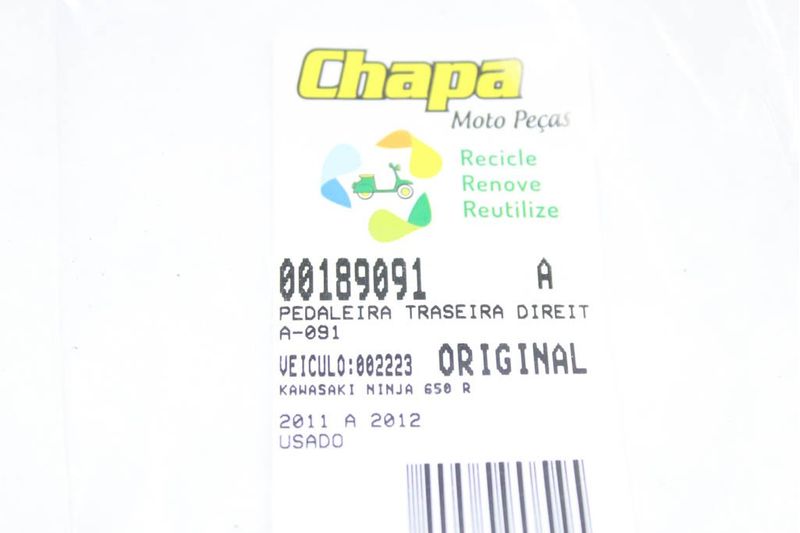 Chapa
Moto Peças
Recicle
Renove
Reutilize
00189091 A
PEDALEIRA TRASEIRA DIREIT
A-091
VEICULO:002223 ORIGINAL
KAWASAKI NINJA 650 R
2011 A 2012
USADO